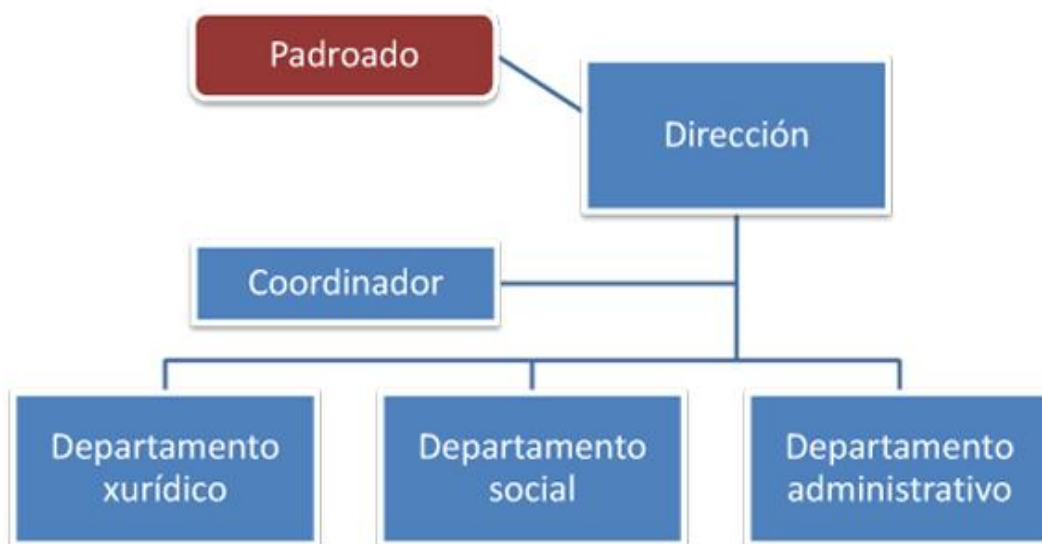 Padroado
Dirección
Coordinador
Departamento
xurídico
Departamento
social
Departamento
administrativo